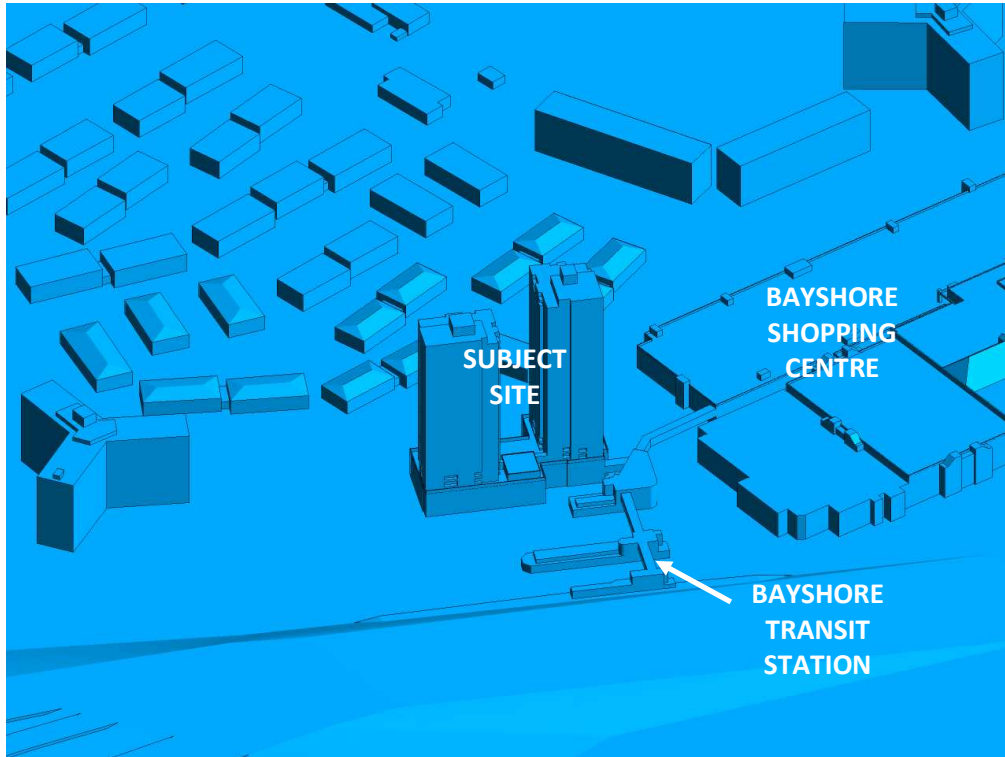 BAYSHORE
SHOPPING
CENTRE
SUBJECT
SITE
BAYSHORE
TRANSIT
STATION